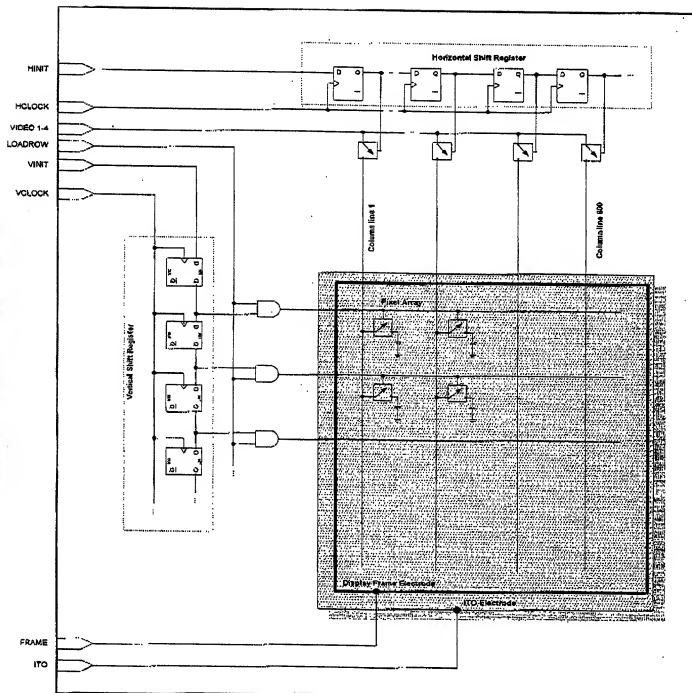 Horizontal Shift Register
HINIT
D Q
D Q
D Q
D Q
HCLOCK
VIDEO 1-4
LOADROW
VINIT
VCLOCK
Column line 1
Column line 800
Vertical Shift Register
D Q
D Q
D Q
D Q
Pixel Array
Display Frame Electrode
ITO Electrode
FRAME
ITO